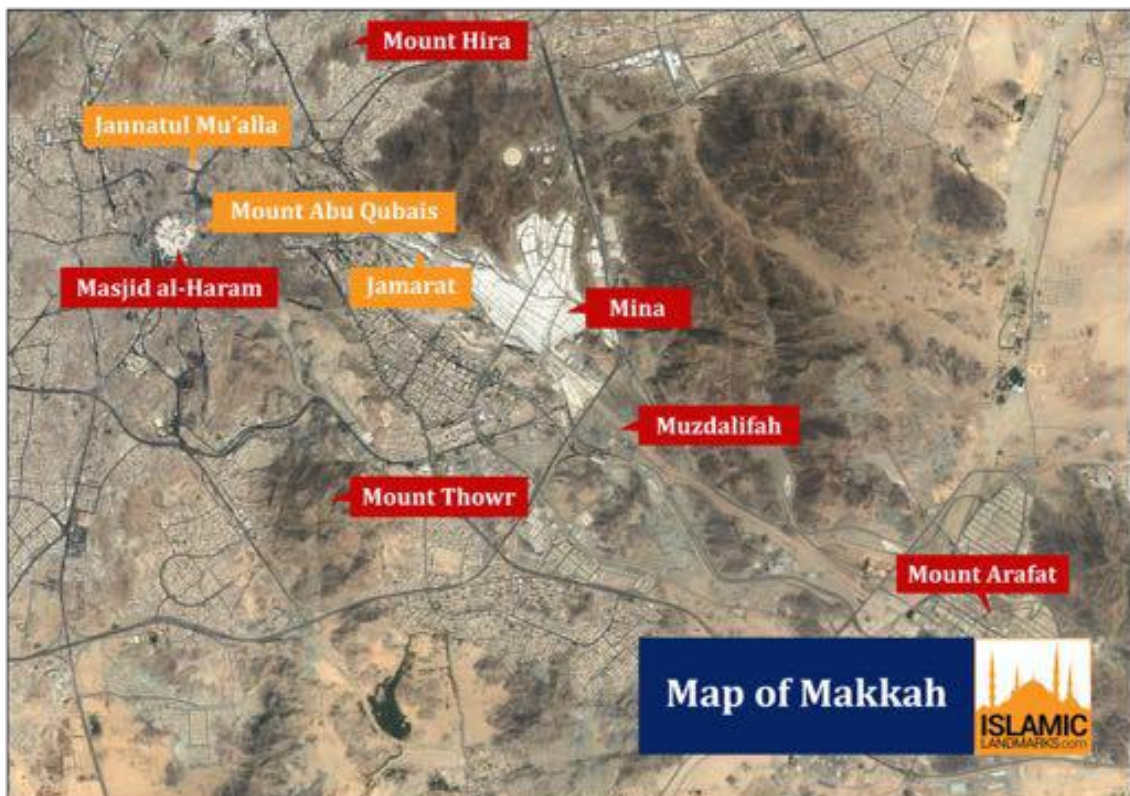 Mount Hira
Jannatul Mu'alla
Mount Abu Qubais
Masjid al-Haram
Jamarat
Mina
Muzdalifah
Mount Thowr
Mount Arafat
Map of Makkah
ISLAMIC
LANDMARKS.com